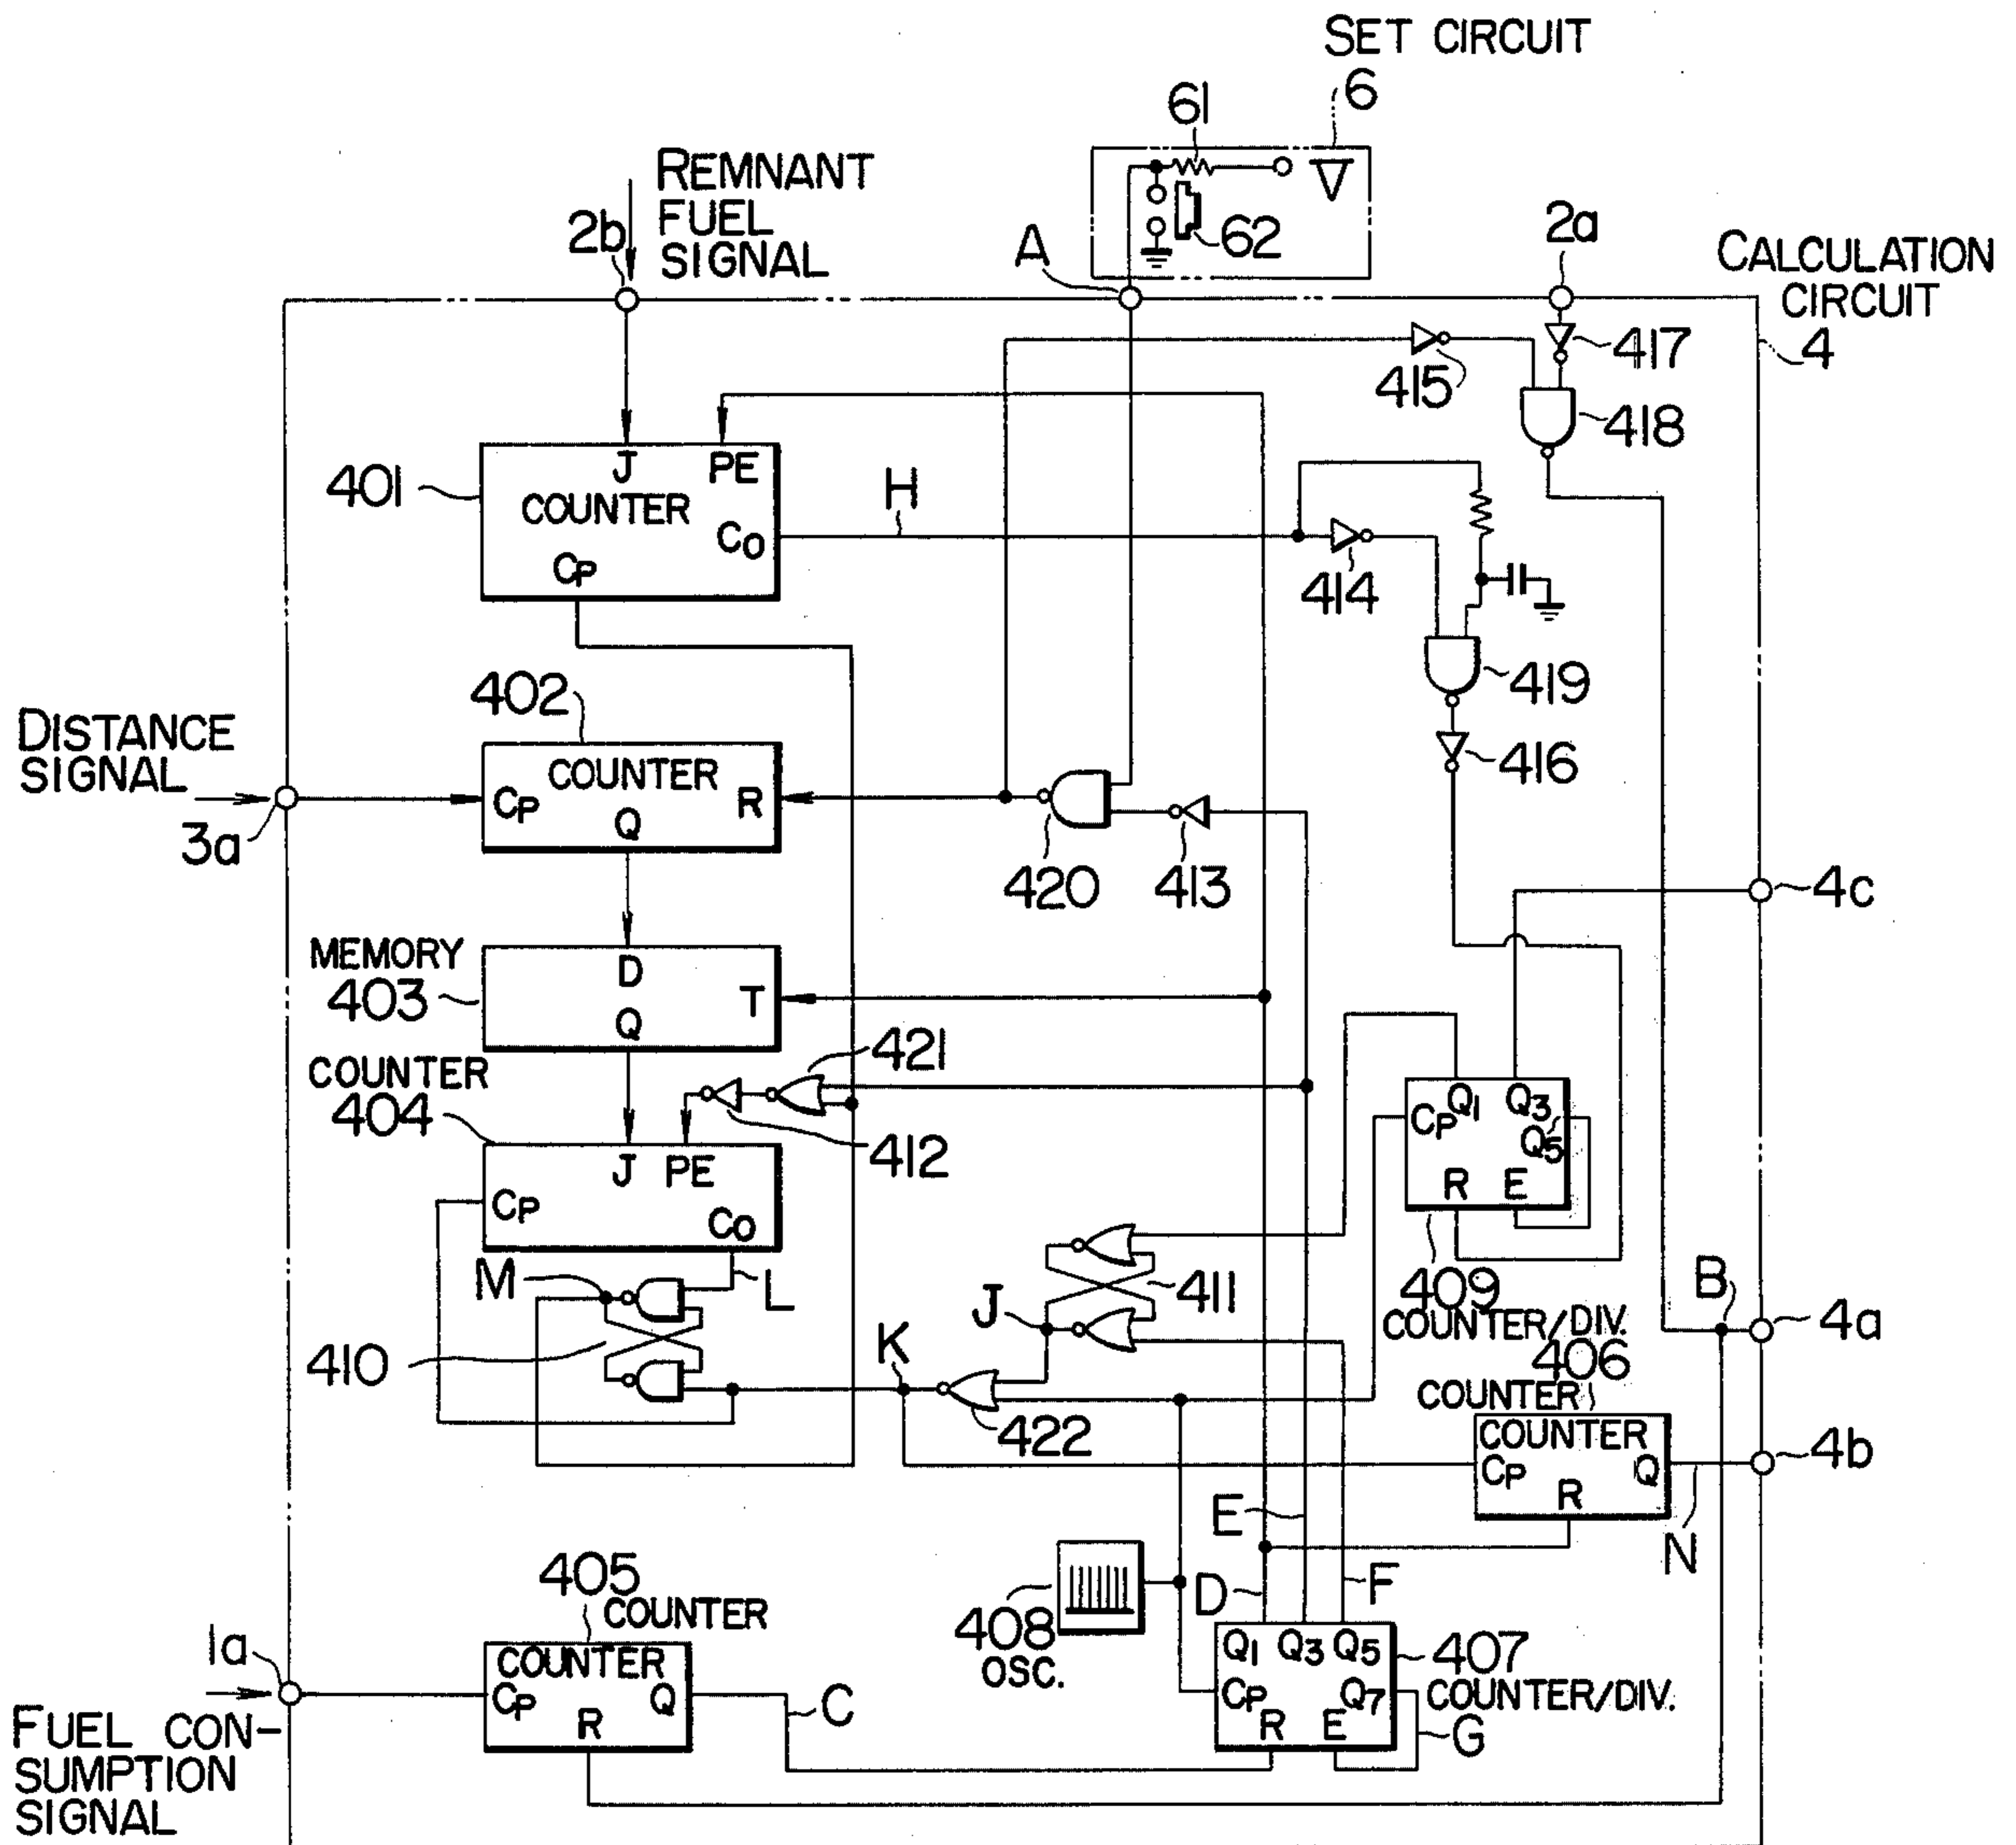 SET CIRCUIT
6
61
62
REMNANT
FUEL
SIGNAL
2b
A
2a
CALCULATION
CIRCUIT
4
417
415
418
401
J
PE
COUNTER
Co
CP
H
414
419
416
402
DISTANCE
SIGNAL
3a
COUNTER
CP
R
Q
420
413
4c
MEMORY
403
D
T
Q
421
COUNTER
404
412
J
PE
CP
Co
Q1
Q3
CP
Q5
R
E
M
L
411
409
COUNTER/DIV.
B
4a
J
410
K
422
406
COUNTER
COUNTER
CP
Q
R
4b
N
E
D
F
408
OSC.
405
COUNTER
1a
COUNTER
CP
Q
R
C
Q1
Q3
Q5
407
CP
Q7
COUNTER/DIV.
R
E
G
FUEL CON-
SUMPTION
SIGNAL